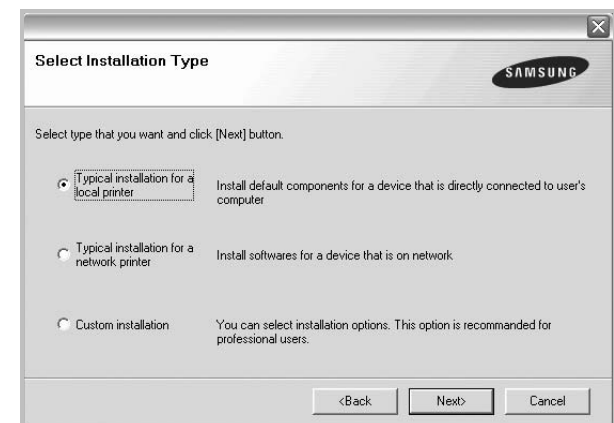 Select Installation Type
SAMSUNG
Select type that you want and click [Next] button.
Typical installation for a
local printer
Install default components for a device that is directly connected to user's
computer
Typical installation for a
network printer
Install softwares for a device that is on network
Custom installation
You can select installation options. This option is recommanded for
professional users.
<Back
Next>
Cancel